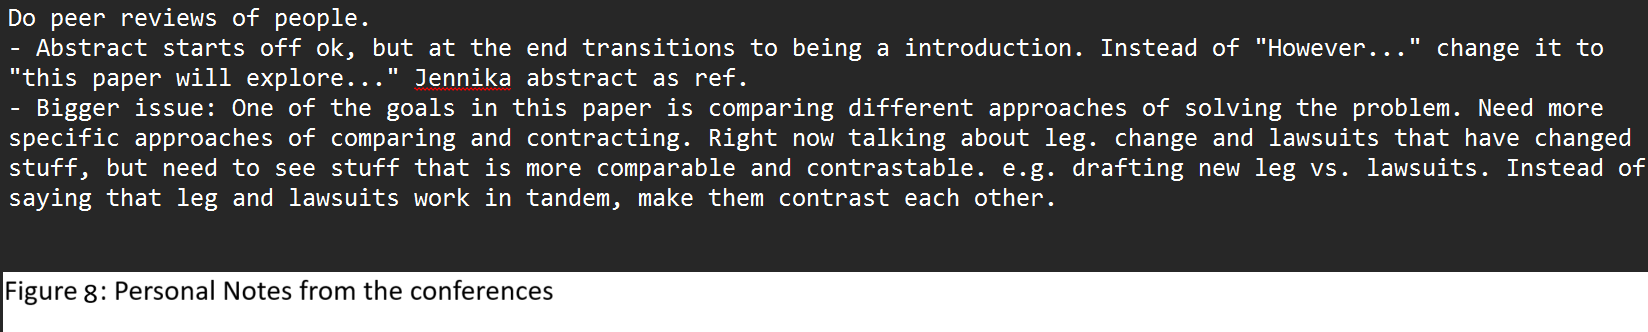 Do peer reviews of people.
- Abstract starts off ok, but at the end transitions to being a introduction. Instead of "However..." change it to
"this paper will explore..." Jennika abstract as ref.
- Bigger issue: One of the goals in this paper is comparing different approaches of solving the problem. Need more
specific approaches of comparing and contracting. Right now talking about leg. change and lawsuits that have changed
stuff, but need to see stuff that is more comparable and contrastable. e.g. drafting new leg vs. lawsuits. Instead of
saying that leg and lawsuits work in tandem, make them contrast each other.
Figure 8: Personal Notes from the conferences